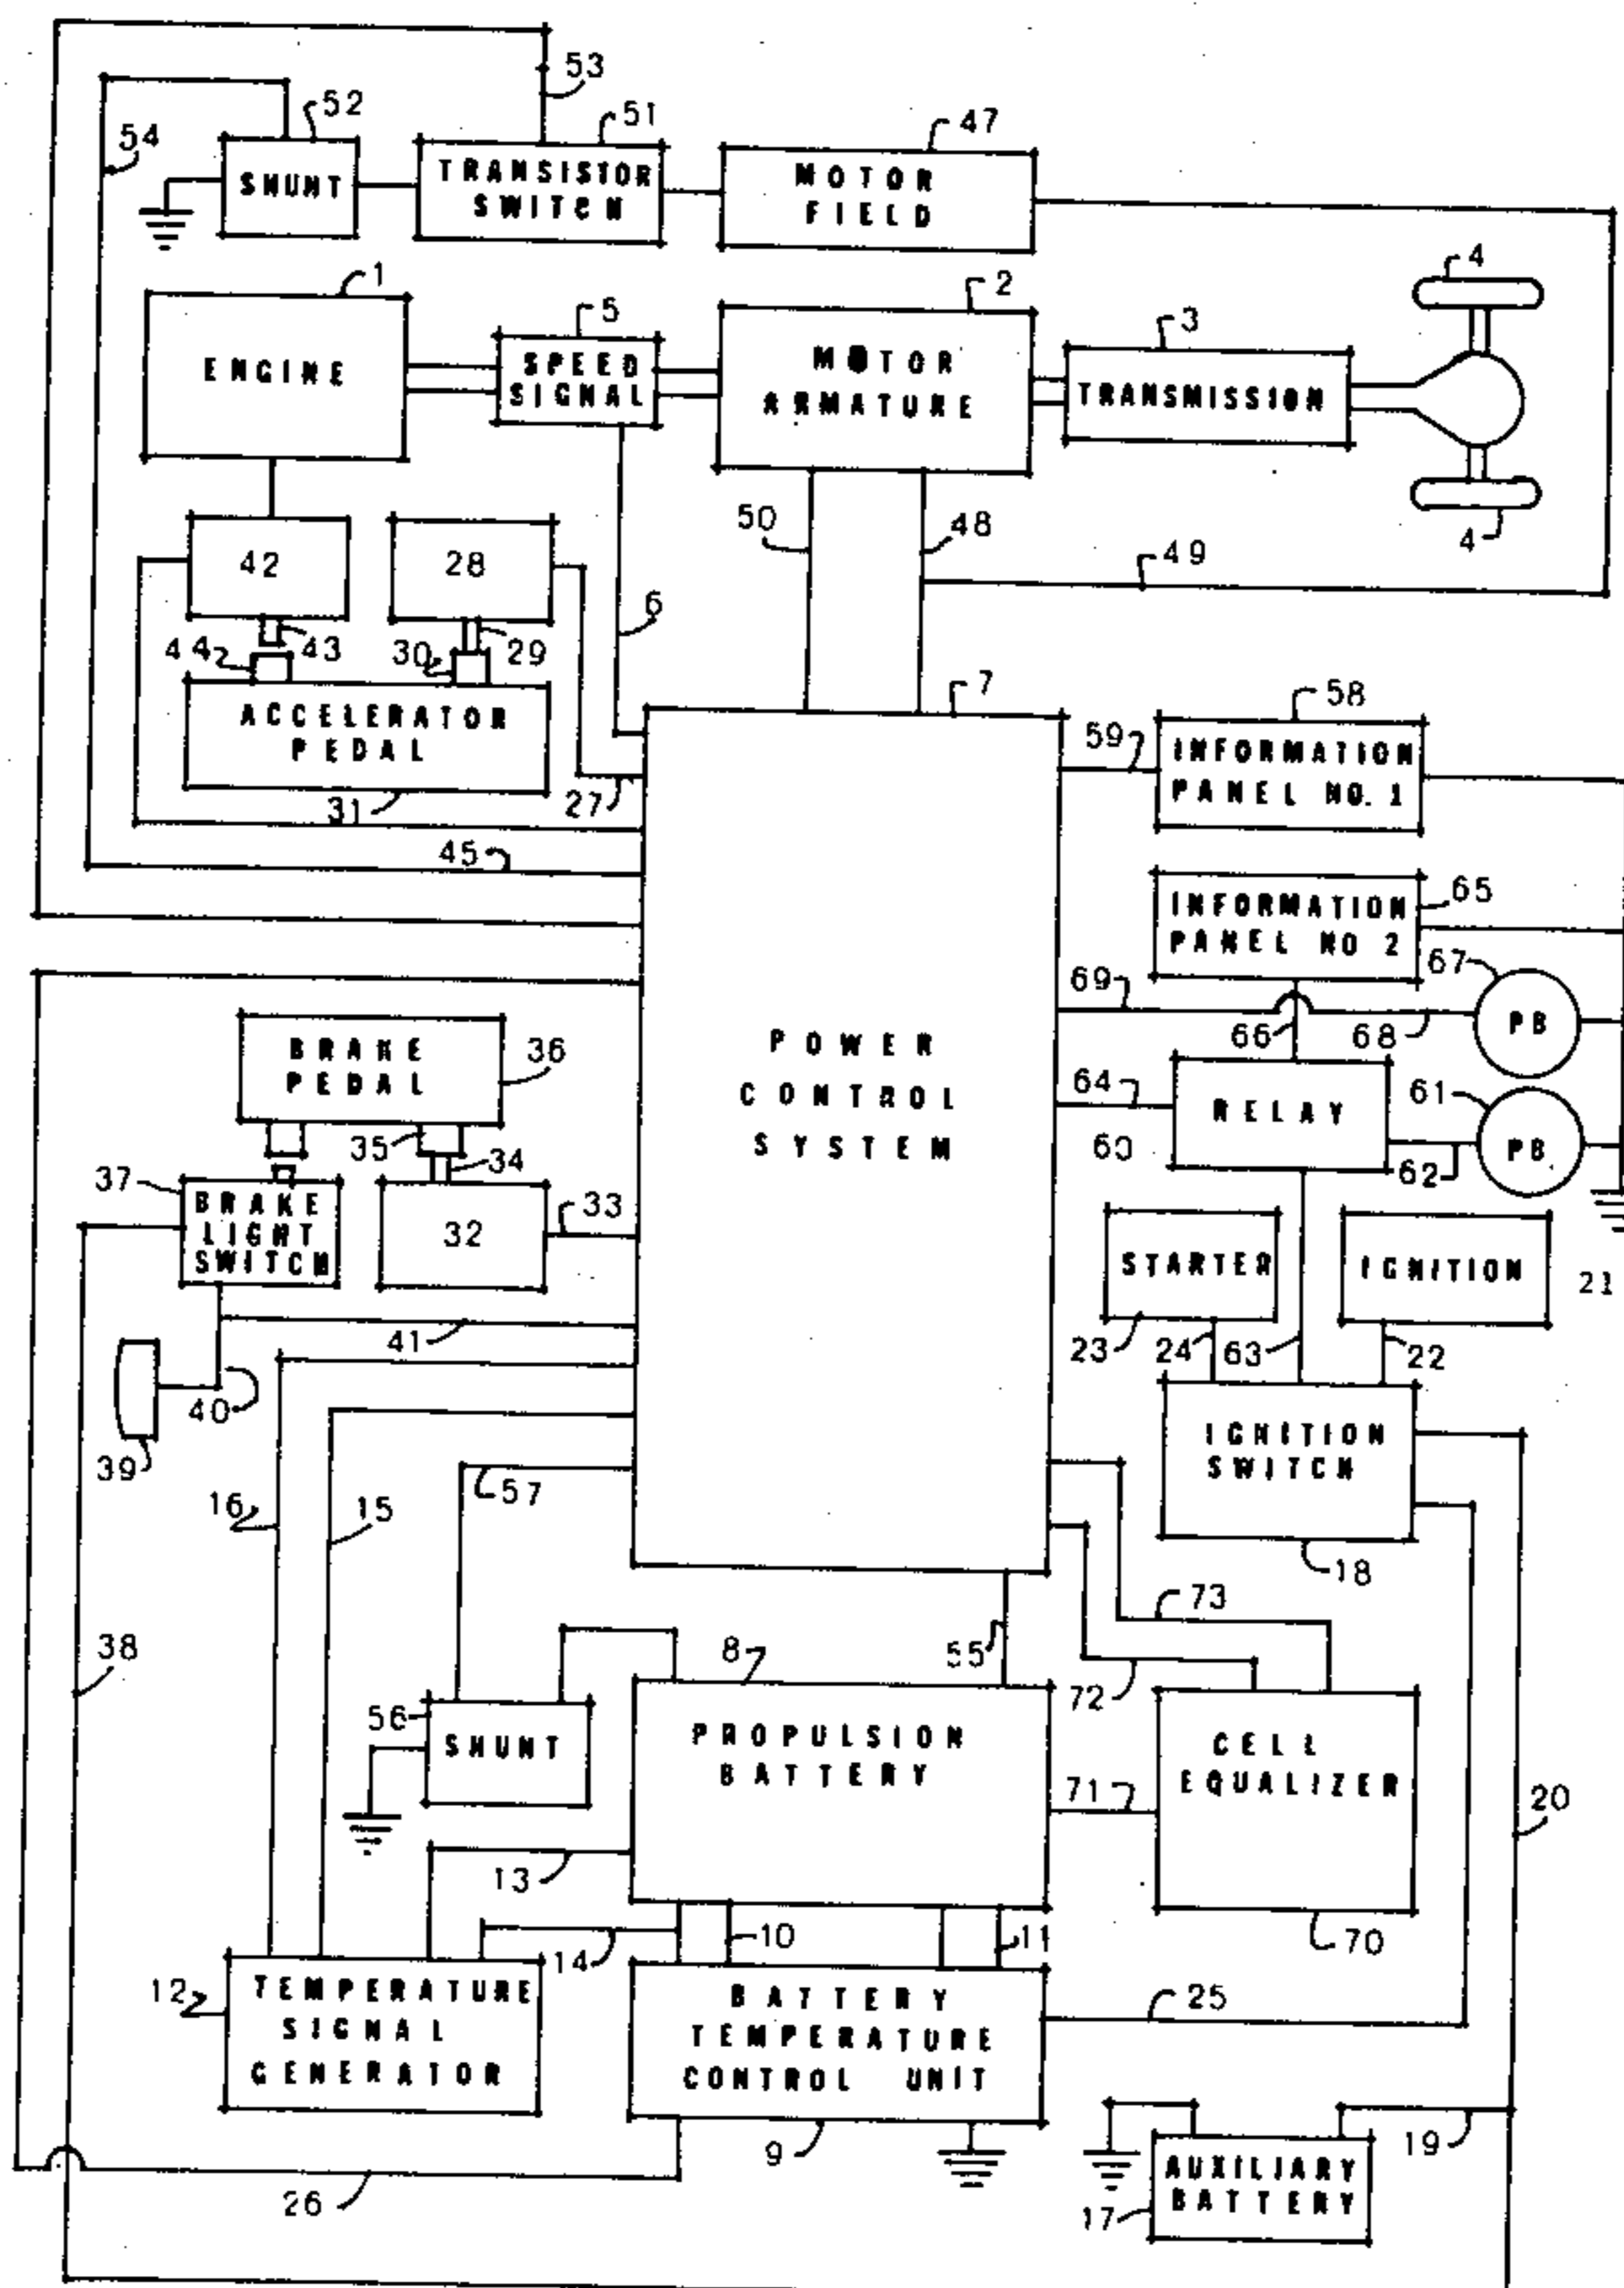 53
52
51
47
54
SHUNT
TRANSISTOR
SWITCH
MOTOR
FIELD
1
5
2
3
4
ENGINE
SPEED
SIGNAL
MOTOR
ARMATURE
TRANSMISSION
50
48
4
49
42
28
6
44
43
30
29
7
58
ACCELERATOR
PEDAL
59
INFORMATION
PANEL NO. 1
31
27
45
65
INFORMATION
PANEL NO 2
67
69
66
68
PB
BRAKE
PEDAL
36
POWER
CONTROL
SYSTEM
64
RELAY
61
35
34
60
62
PB
37
BRAKE
LIGHT
SWITCH
32
33
STARTER
IGNITION
21
41
23
24
63
22
40
39
IGNITION
SWITCH
16
15
57
18
73
38
8
55
72
56
SHUNT
PROPULSION
BATTERY
CELL
EQUALIZER
71
20
13
10
11
14
70
12
TEMPERATURE
SIGNAL
GENERATOR
BATTERY
TEMPERATURE
CONTROL UNIT
25
9
19
26
17
AUXILIARY
BATTERY